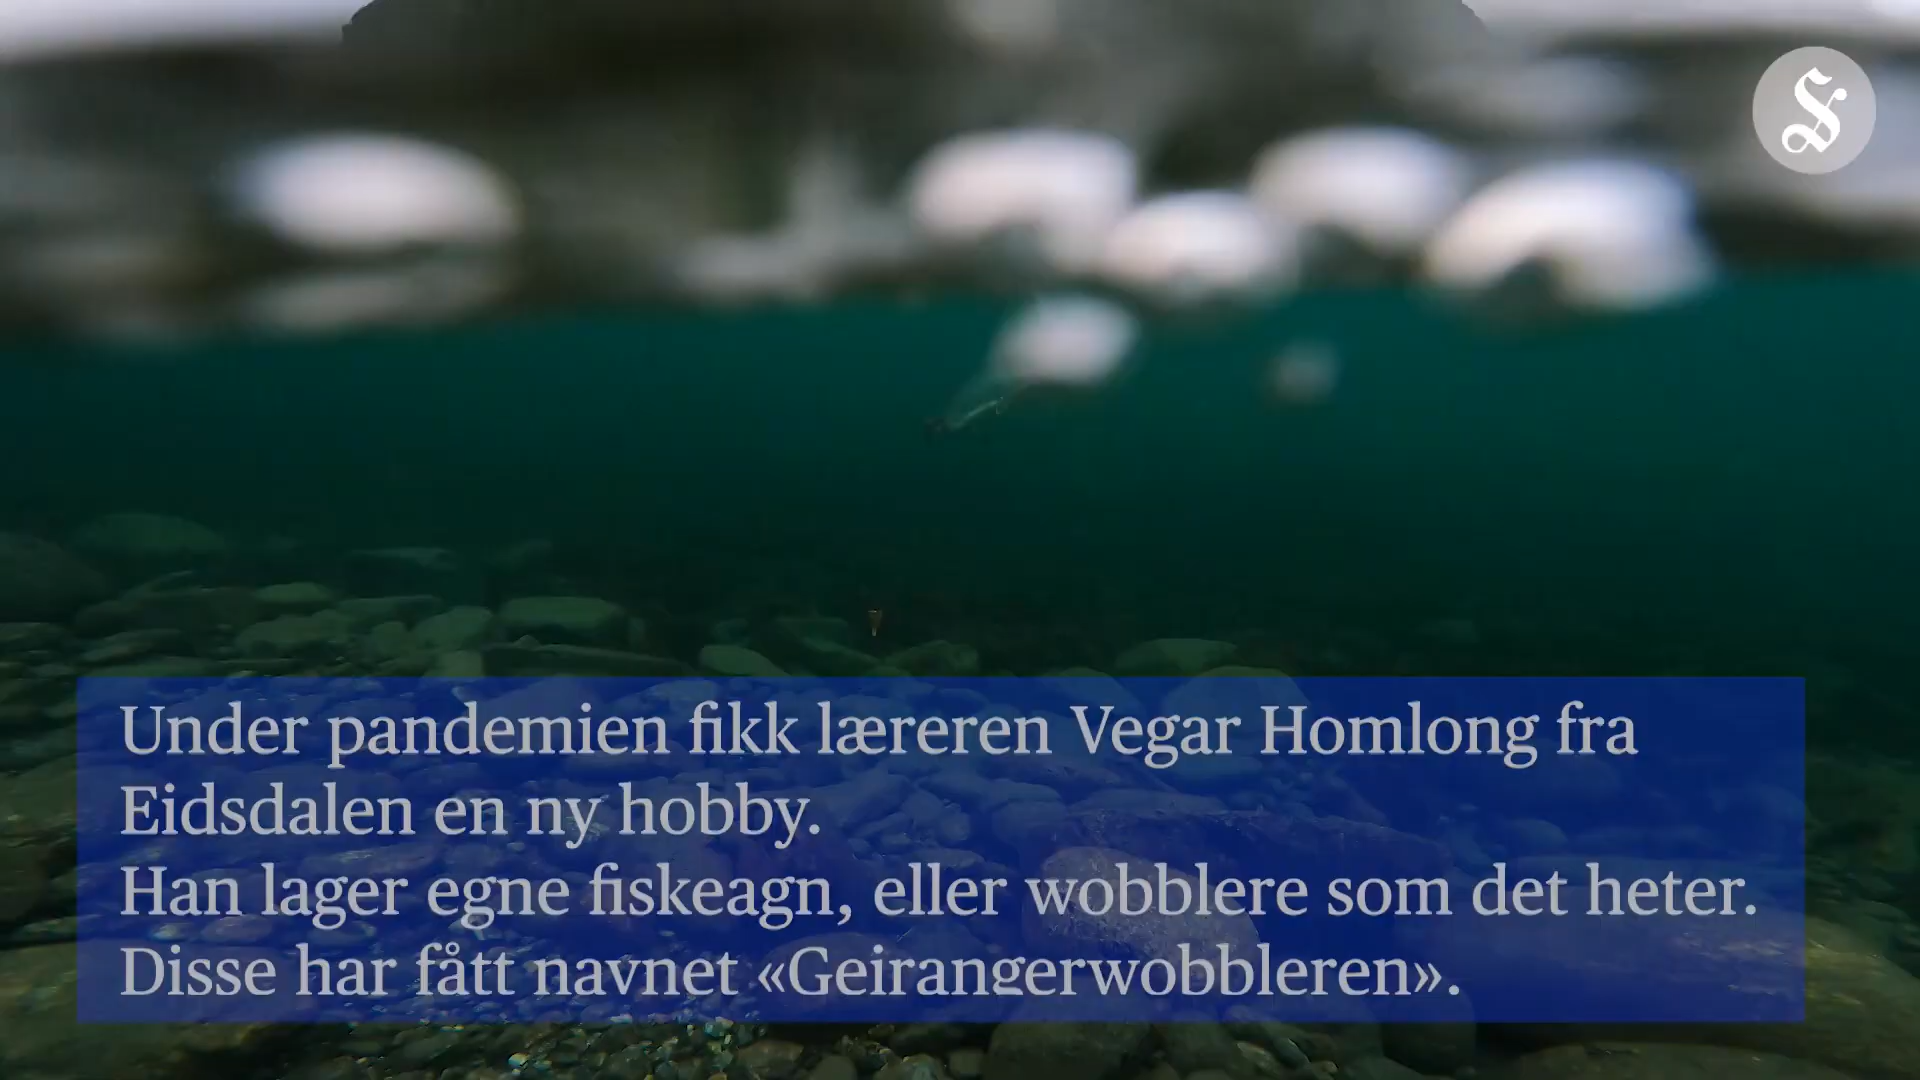 S
Under pandemien fikk læreren Vegar Homlong fra
Eidsdalen en ny hobby.
Han lager egne fiskeagn, eller wobblere som det heter.
Disse har fått navnet «Geirangerwobbleren».